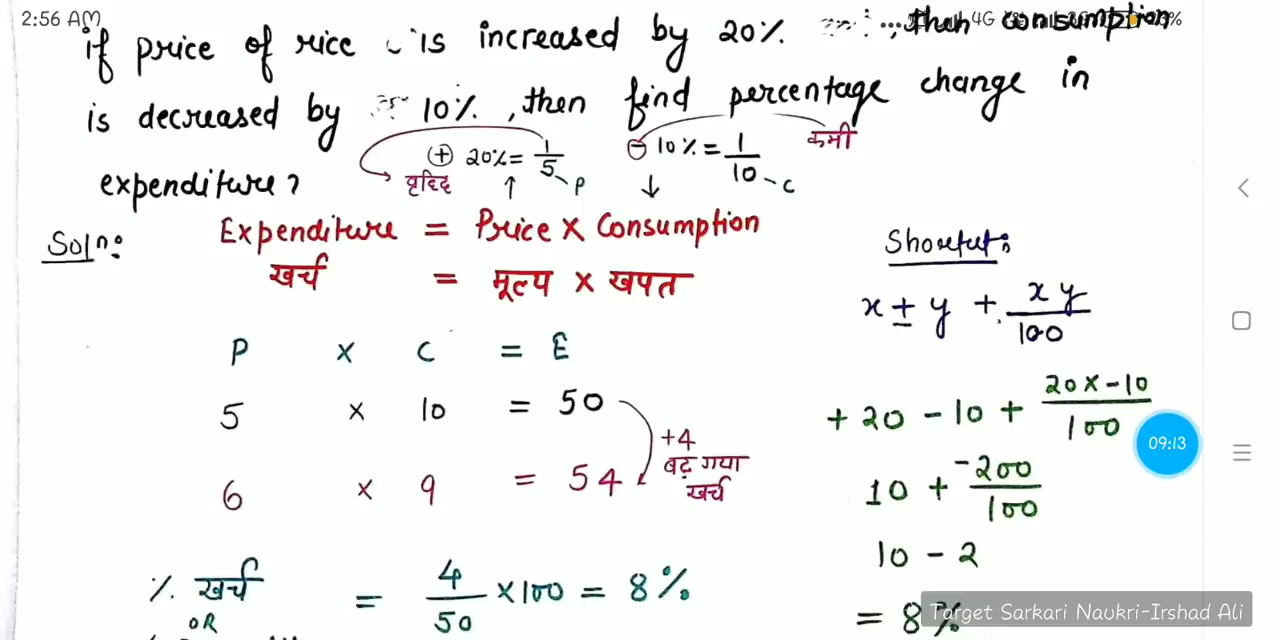 2:56 AM
4G
if price of rice is increased by 20% , then consumption
is decreased by 10%, then find percentage change in
expenditure?
(+) 20% = 1/5 P
वृद्धि ↑
(-) 10% = 1/10 C
कमी ↓
Soln:
Expenditure = Price × Consumption
खर्च = मूल्य × खपत
P × C = E
5 × 10 = 50
6 × 9 = 54
+4
बढ़ गया
खर्च
% खर्च = 4/50 × 100 = 8%
OR
Shortcut:
x ± y + xy/100
+20 - 10 + 20×-10/100
10 + -200/100
10 - 2
= 8%
09:13
Target Sarkari Naukri-Irshad Ali